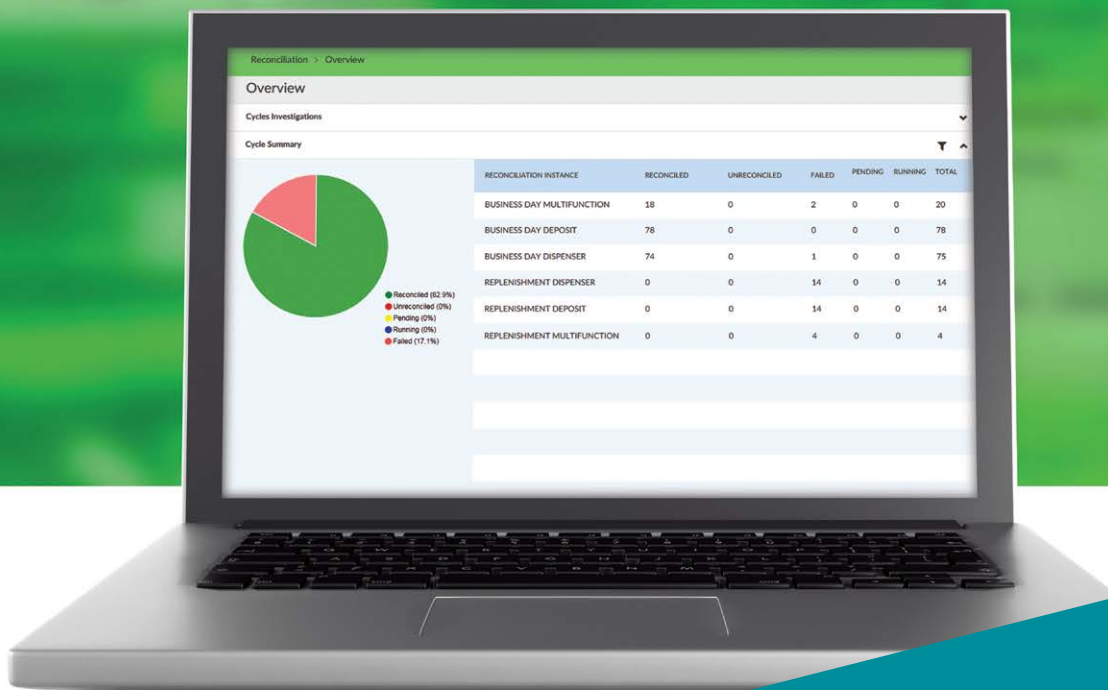 Reconciliation > Overview
Overview
Cycles Investigations
Cycle Summary
RECONCILIATION INSTANCE RECONCILED UNRECONCILED FAILED PENDING RUNNING TOTAL
BUSINESS DAY MULTIFUNCTION 18 0 2 0 0 20
BUSINESS DAY DEPOSIT 78 0 0 0 0 78
BUSINESS DAY DISPENSER 74 0 1 0 0 75
REPLENISHMENT DISPENSER 0 0 14 0 0 14
REPLENISHMENT DEPOSIT 0 0 14 0 0 14
REPLENISHMENT MULTIFUNCTION 0 0 4 0 0 4
Reconciled (62.9%)
Unreconciled (0%)
Pending (0%)
Running (0%)
Failed (17.1%)